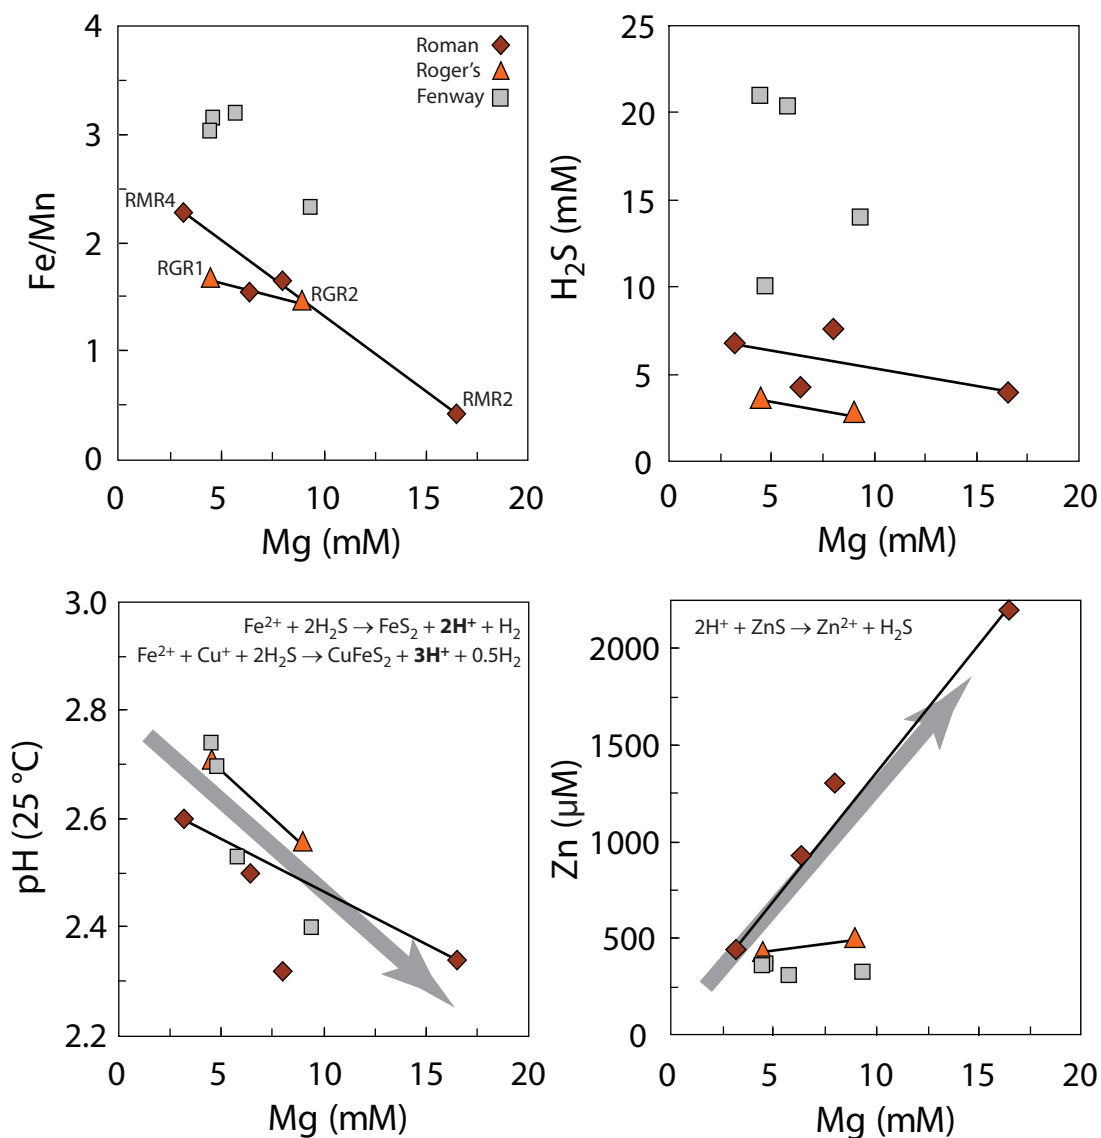 4
3
2
1
0
Fe/Mn
Roman
Roger's
Fenway
RMR4
RGR1
RGR2
RMR2
0 5 10 15 20
Mg (mM)
25
20
15
10
5
0
H₂S (mM)
0 5 10 15 20
Mg (mM)
3.0
2.8
2.6
2.4
2.2
pH (25 °C)
Fe²⁺ + 2H₂S → FeS₂ + 2H⁺ + H₂
Fe²⁺ + Cu⁺ + 2H₂S → CuFeS₂ + 3H⁺ + 0.5H₂
0 5 10 15 20
Mg (mM)
2000
1500
1000
500
0
Zn (μM)
2H⁺ + ZnS → Zn²⁺ + H₂S
0 5 10 15 20
Mg (mM)